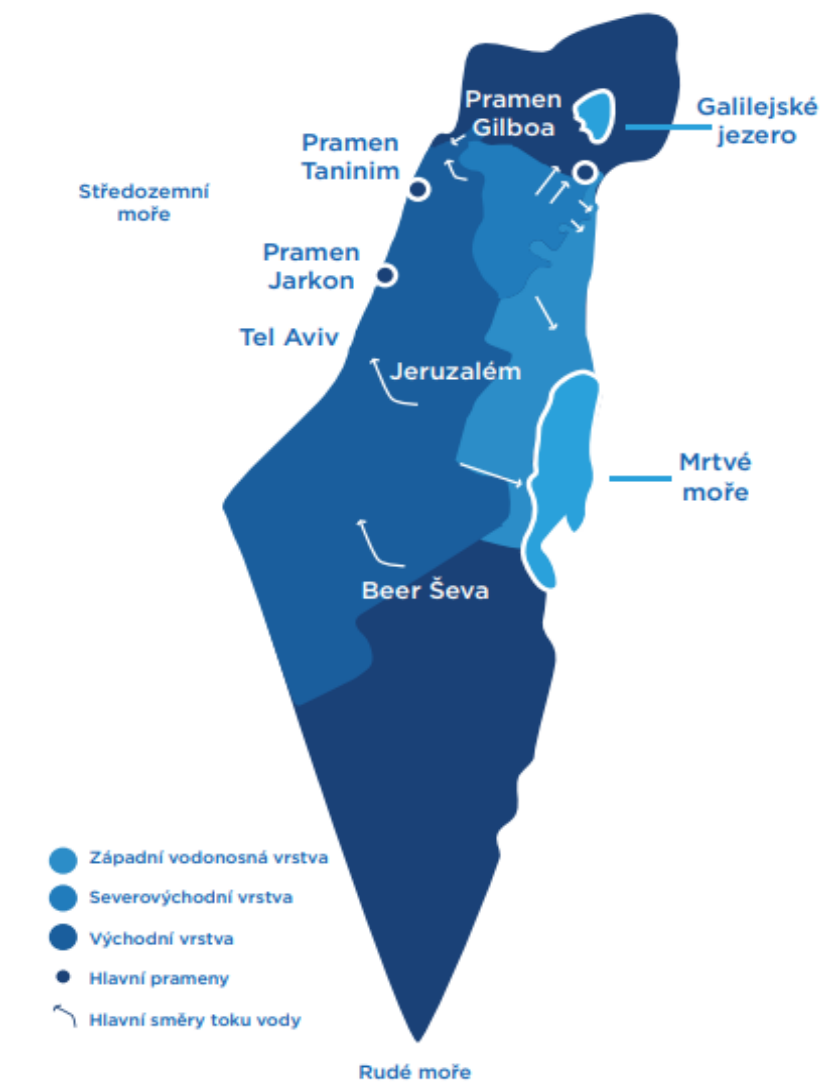 Pramen
Gilboa
Galilejské
jezero
Pramen
Taninim
Středozemní
moře
Pramen
Jarkon
Tel Aviv
Jeruzalém
Mrtvé
moře
Beer Ševa
Západní vodonosná vrstva
Severovýchodní vrstva
Východní vrstva
Hlavní prameny
Hlavní směry toku vody
Rudé moře